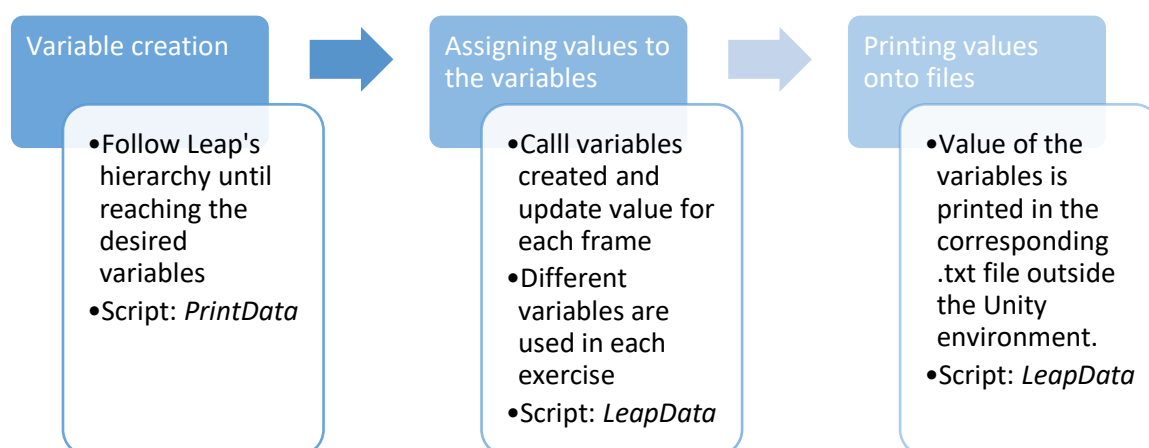 Variable creation
•Follow Leap's
hierarchy until
reaching the
desired
variables
•Script: PrintData
Assigning values to
the variables
•Calll variables
created and
update value for
each frame
•Different
variables are
used in each
exercise
•Script: LeapData
Printing values
onto files
•Value of the
variables is
printed in the
corresponding
.txt file outside
the Unity
environment.
•Script: LeapData